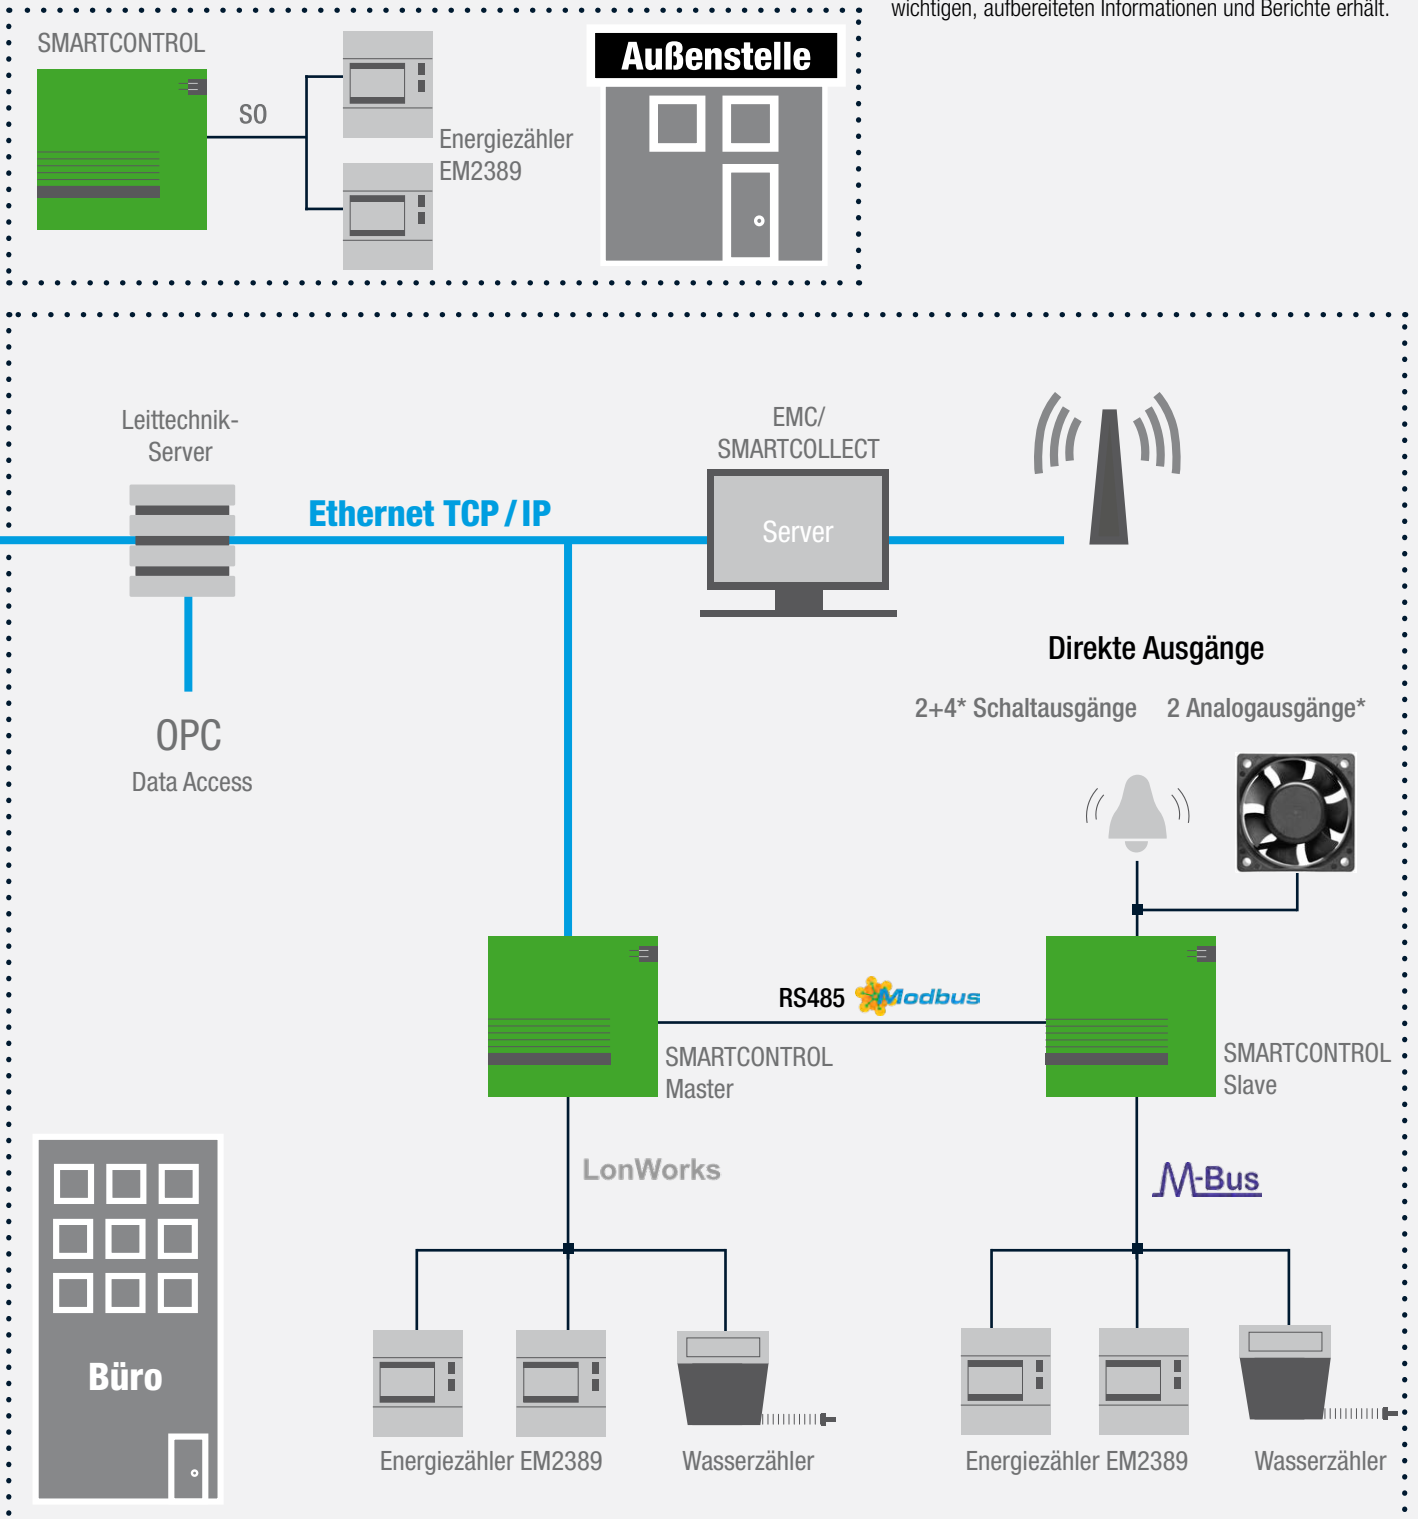 wichtigen, aufbereiteten Informationen und Berichte erhält.
SMARTCONTROL
S0
Energiezähler
EM2389
Außenstelle
Leittechnik-
Server
Ethernet TCP / IP
EMC/
SMARTCOLLECT
Server
OPC
Data Access
Direkte Ausgänge
2+4* Schaltausgänge
2 Analogausgänge*
RS485 Modbus
SMARTCONTROL
Master
SMARTCONTROL
Slave
LonWorks
M-Bus
Büro
Energiezähler EM2389
Wasserzähler
Energiezähler EM2389
Wasserzähler